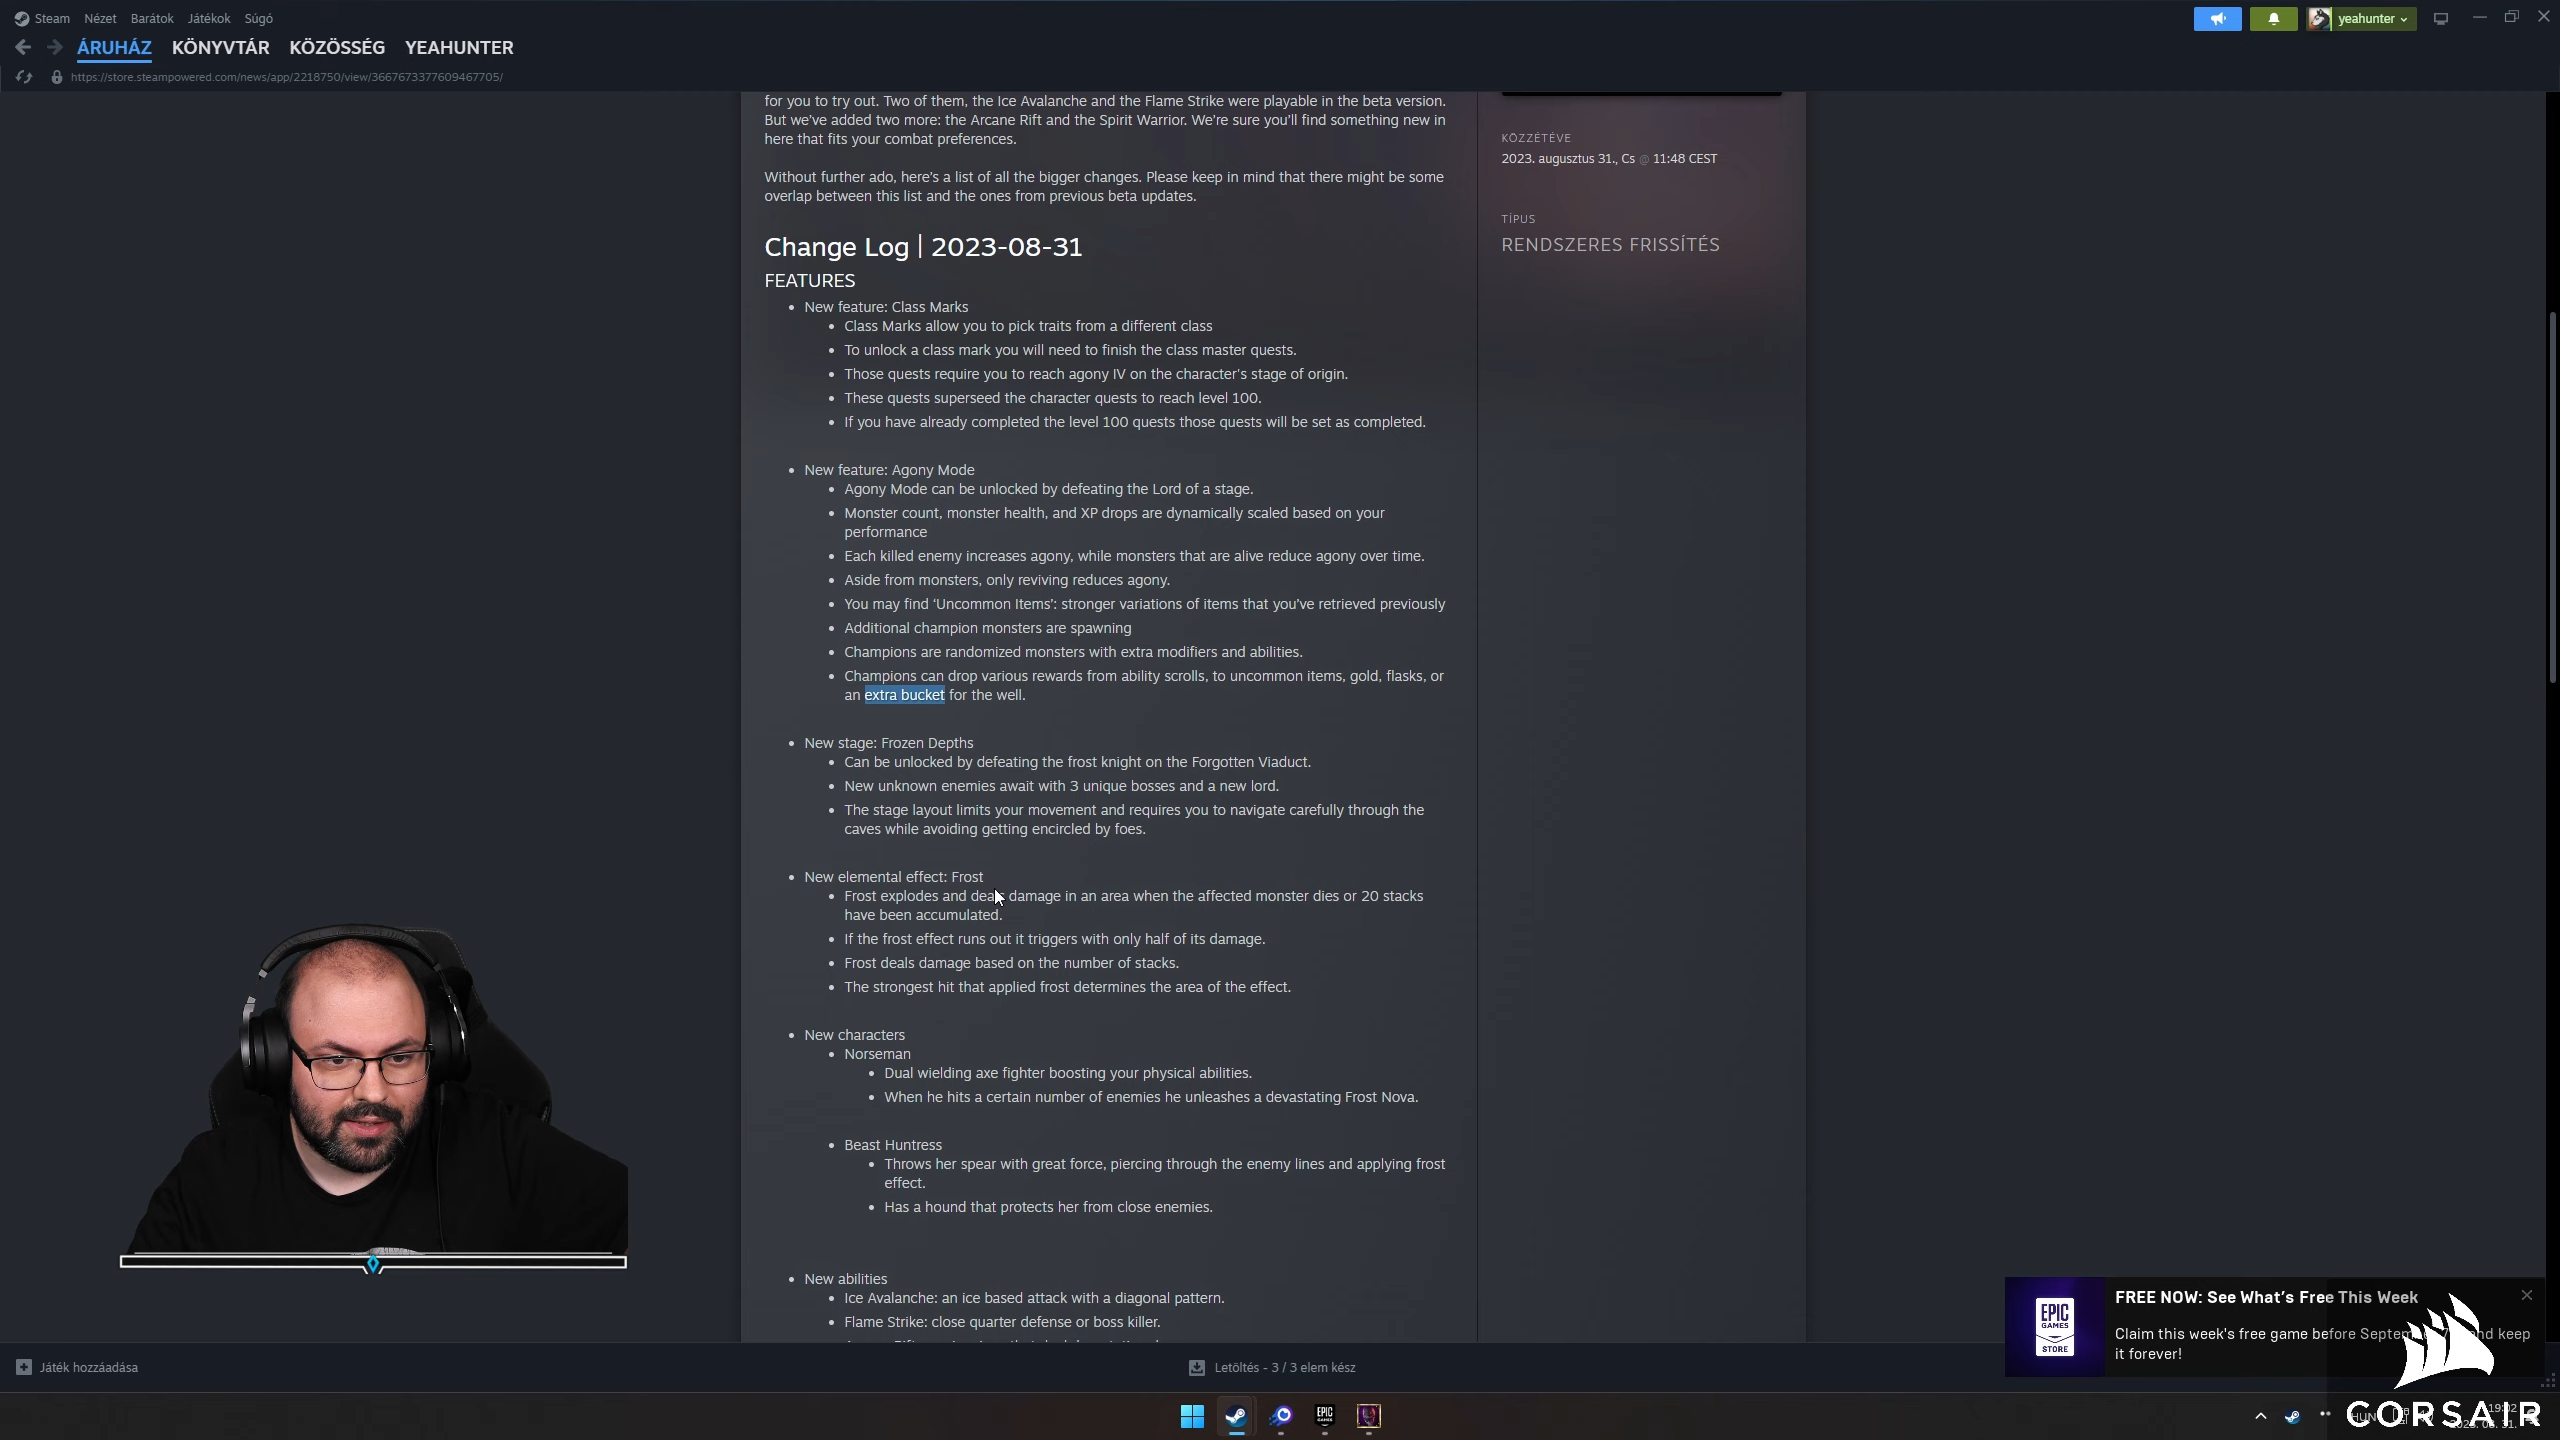 Steam Nézet Barátok Játékok Súgó
yeahunter
ÁRUHÁZ KÖNYVTÁR KÖZÖSSÉG YEAHUNTER
https://store.steampowered.com/news/app/2218750/view/3667673377609467705/
for you to try out. Two of them, the Ice Avalanche and the Flame Strike were playable in the beta version.
But we've added two more: the Arcane Rift and the Spirit Warrior. We're sure you'll find something new in
here that fits your combat preferences.
Without further ado, here's a list of all the bigger changes. Please keep in mind that there might be some
overlap between this list and the ones from previous beta updates.
KÖZZÉTÉVE
2023. augusztus 31., Cs @ 11:48 CEST
TÍPUS
RENDSZERES FRISSÍTÉS
Change Log | 2023-08-31
FEATURES
• New feature: Class Marks
• Class Marks allow you to pick traits from a different class
• To unlock a class mark you will need to finish the class master quests.
• Those quests require you to reach agony IV on the character's stage of origin.
• These quests superseed the character quests to reach level 100.
• If you have already completed the level 100 quests those quests will be set as completed.
• New feature: Agony Mode
• Agony Mode can be unlocked by defeating the Lord of a stage.
• Monster count, monster health, and XP drops are dynamically scaled based on your
performance
• Each killed enemy increases agony, while monsters that are alive reduce agony over time.
• Aside from monsters, only reviving reduces agony.
• You may find ‘Uncommon Items’: stronger variations of items that you've retrieved previously
• Additional champion monsters are spawning
• Champions are randomized monsters with extra modifiers and abilities.
• Champions can drop various rewards from ability scrolls, to uncommon items, gold, flasks, or
an extra bucket for the well.
• New stage: Frozen Depths
• Can be unlocked by defeating the frost knight on the Forgotten Viaduct.
• New unknown enemies await with 3 unique bosses and a new lord.
• The stage layout limits your movement and requires you to navigate carefully through the
caves while avoiding getting encircled by foes.
• New elemental effect: Frost
• Frost explodes and deals damage in an area when the affected monster dies or 20 stacks
have been accumulated.
• If the frost effect runs out it triggers with only half of its damage.
• Frost deals damage based on the number of stacks.
• The strongest hit that applied frost determines the area of the effect.
• New characters
• Norseman
• Dual wielding axe fighter boosting your physical abilities.
• When he hits a certain number of enemies he unleashes a devastating Frost Nova.
• Beast Huntress
• Throws her spear with great force, piercing through the enemy lines and applying frost
effect.
• Has a hound that protects her from close enemies.
• New abilities
• Ice Avalanche: an ice based attack with a diagonal pattern.
• Flame Strike: close quarter defense or boss killer.
EPIC
GAMES
STORE
FREE NOW: See What's Free This Week
Claim this week's free game before and keep
it forever!
Játék hozzáadása
Letöltés - 3 / 3 elem kész
EPIC
GAMES
HUN
CORSAIR